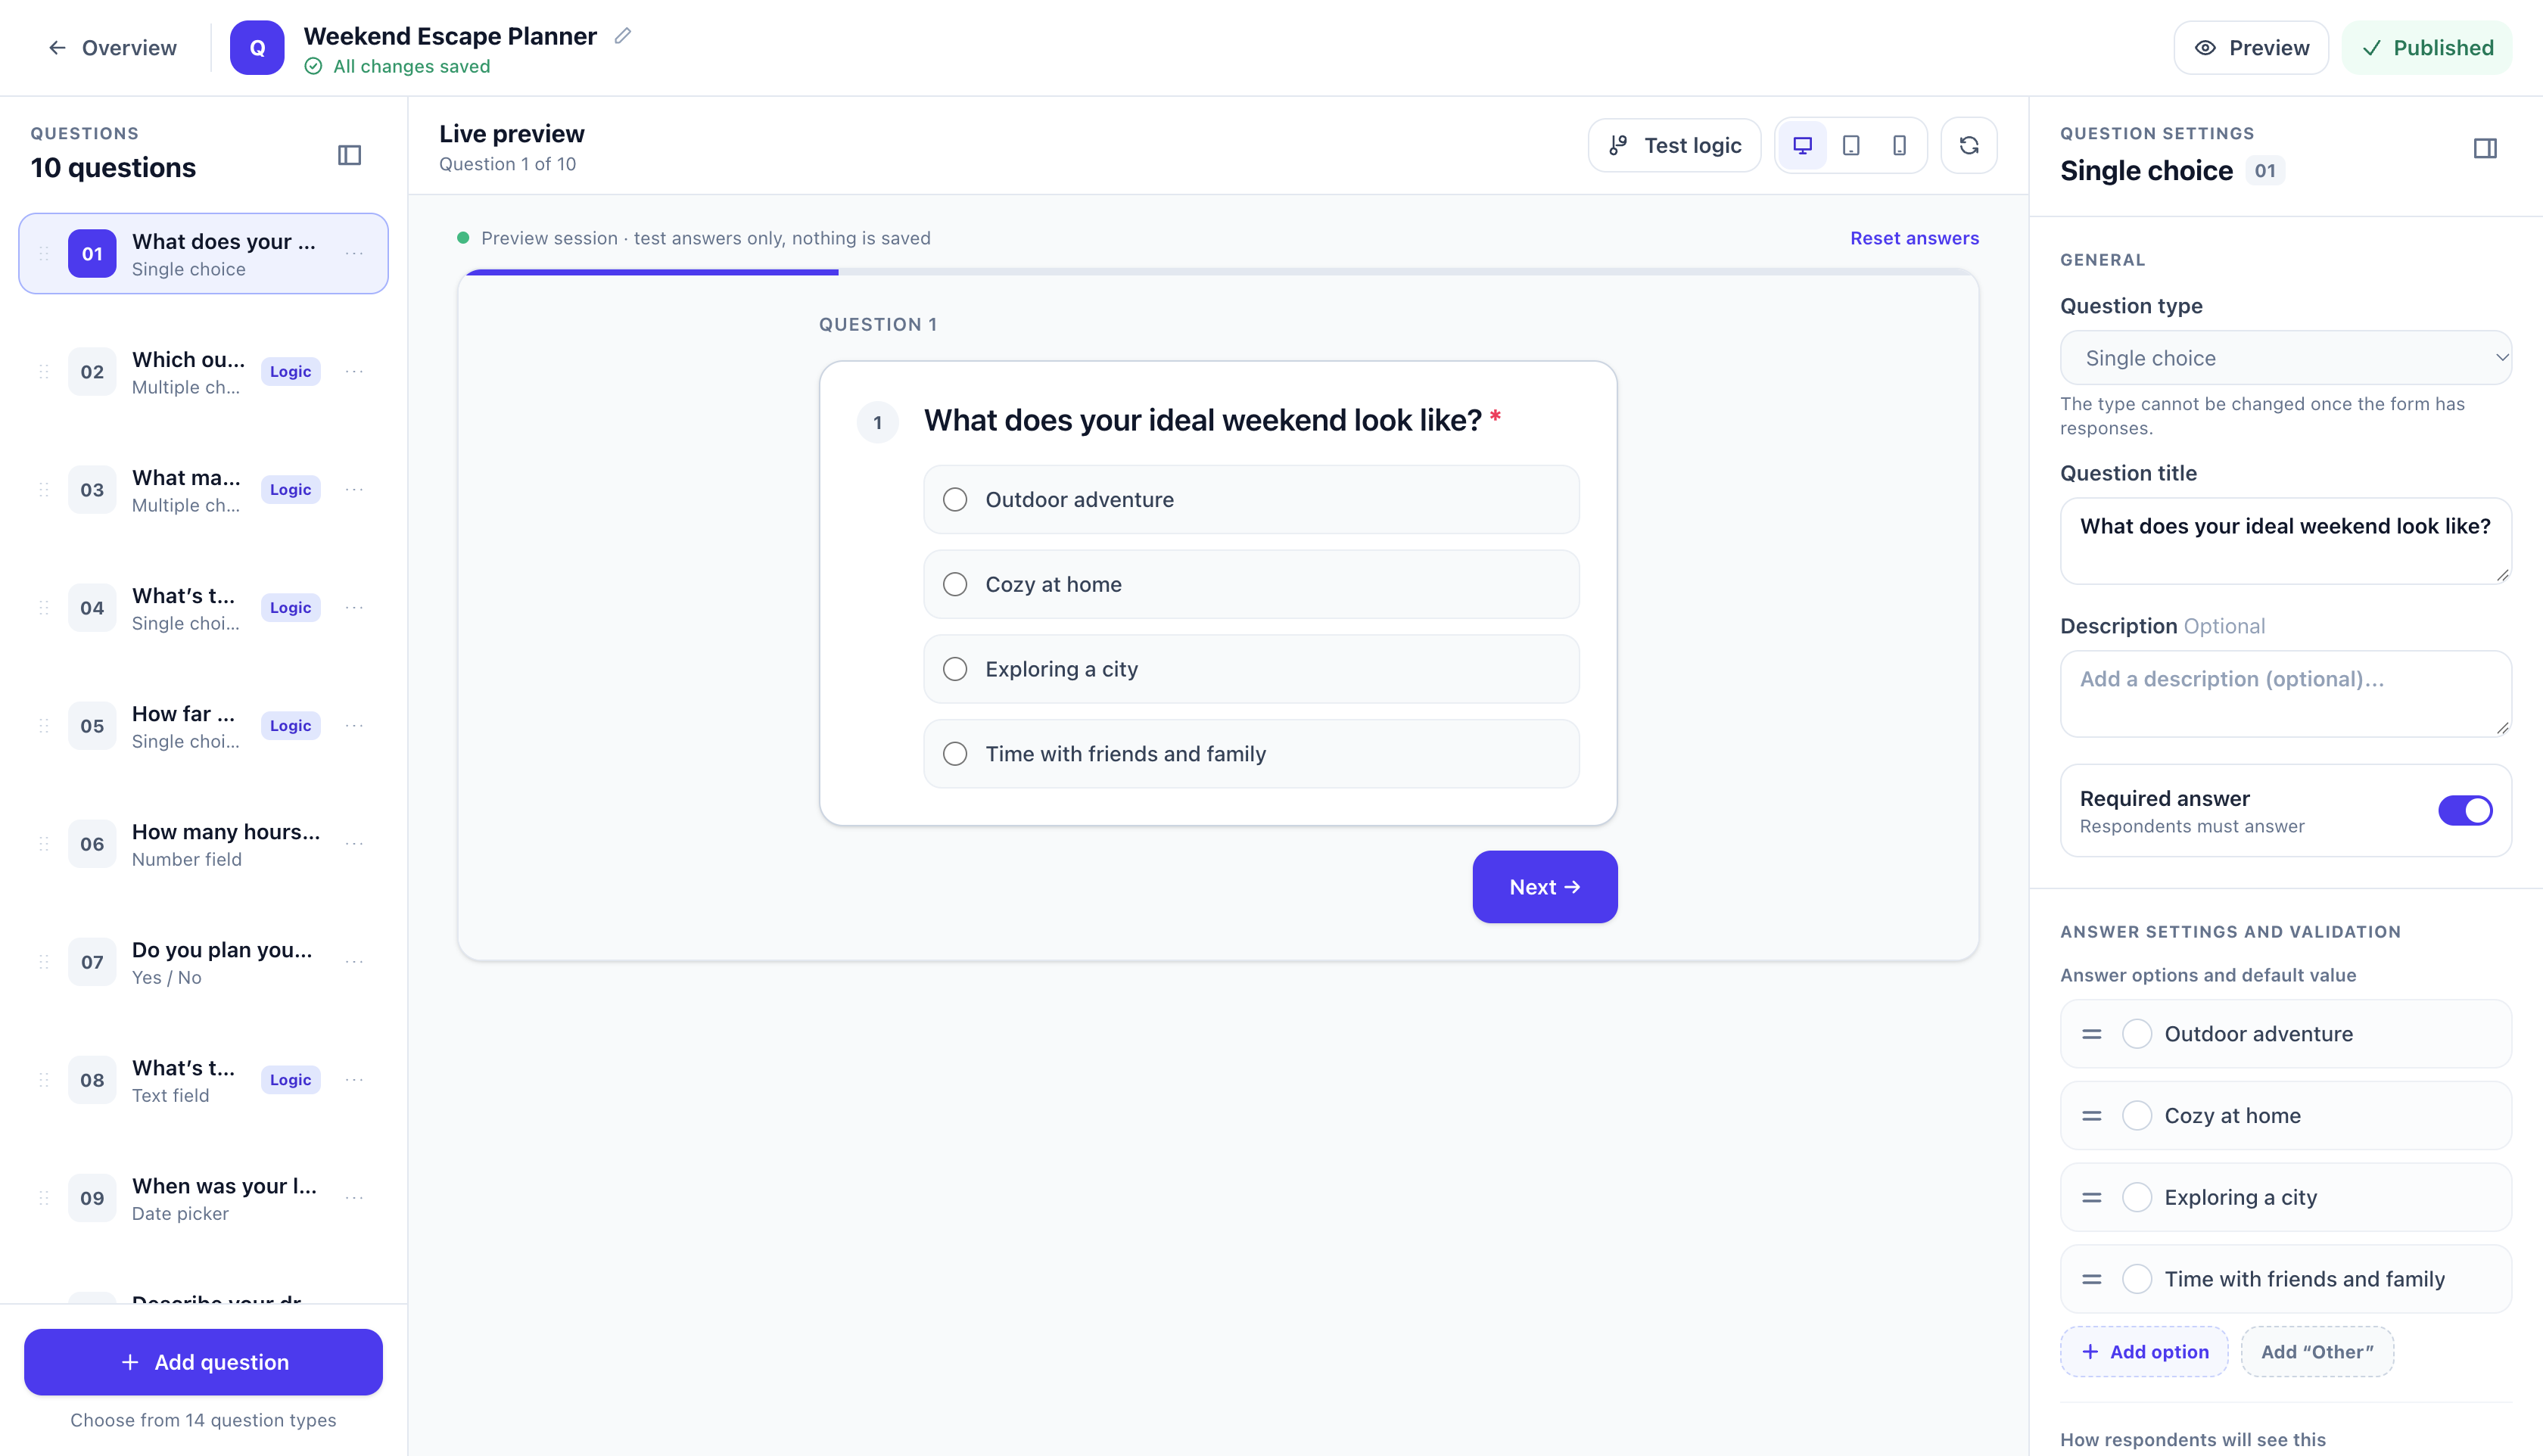 Overview
Q
Weekend Escape Planner
All changes saved
Preview
Published
QUESTIONS
10 questions
01
What does your ...
Single choice
02
Which ou...
Multiple ch...
Logic
03
What ma...
Multiple ch...
Logic
04
What’s t...
Single choi...
Logic
05
How far ...
Single choi...
Logic
06
How many hours...
Number field
07
Do you plan you...
Yes / No
08
What’s t...
Text field
Logic
09
When was your l...
Date picker
Describe your dr...
Add question
Choose from 14 question types
Live preview
Question 1 of 10
Test logic
Preview session · test answers only, nothing is saved
Reset answers
QUESTION 1
1
What does your ideal weekend look like? *
Outdoor adventure
Cozy at home
Exploring a city
Time with friends and family
Next →
QUESTION SETTINGS
Single choice 01
GENERAL
Question type
Single choice
The type cannot be changed once the form has
responses.
Question title
What does your ideal weekend look like?
Description Optional
Add a description (optional)...
Required answer
Respondents must answer
ANSWER SETTINGS AND VALIDATION
Answer options and default value
Outdoor adventure
Cozy at home
Exploring a city
Time with friends and family
Add option
Add “Other”
How respondents will see this